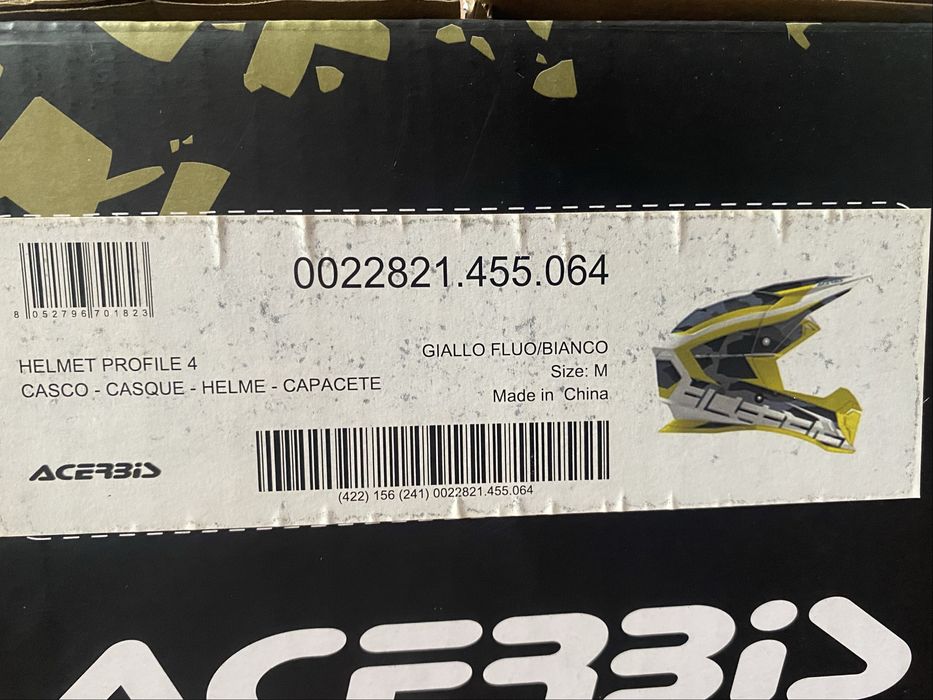 0022821.455.064
8 052796 701823
HELMET PROFILE 4
CASCO - CASQUE - HELME - CAPACETE
GIALLO FLUO/BIANCO
Size: M
Made in China
ACERBIS
(422) 156 (241) 0022821.455.064
ACERBIS